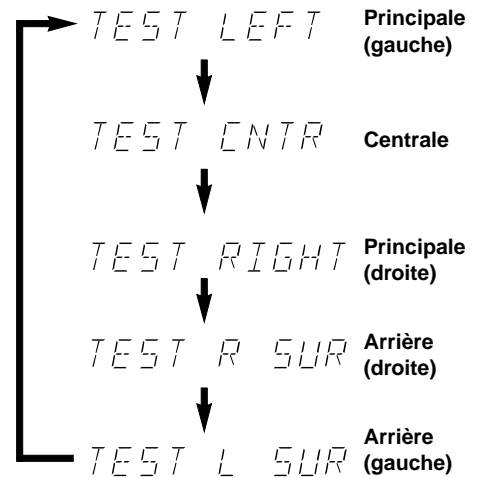 TEST LEFT Principale
(gauche)
TEST CNTR Centrale
TEST RIGHT Principale
(droite)
TEST R SUR Arrière
(droite)
TEST L SUR Arrière
(gauche)